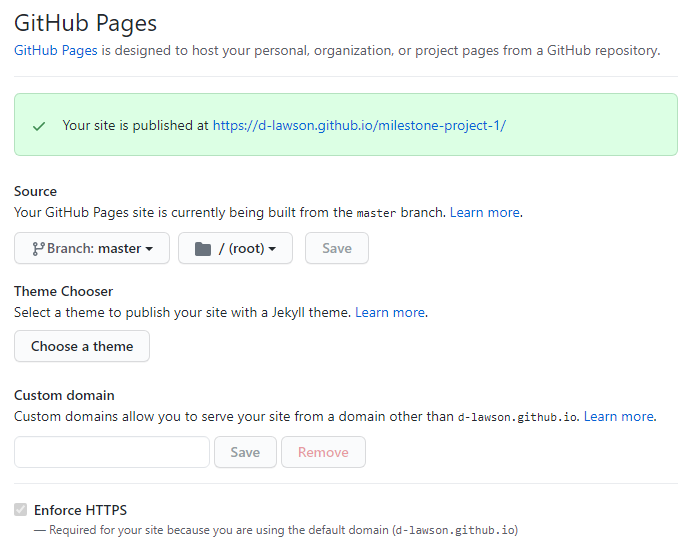 GitHub Pages
GitHub Pages is designed to host your personal, organization, or project pages from a GitHub repository.
Your site is published at https://d-lawson.github.io/milestone-project-1/
Source
Your GitHub Pages site is currently being built from the master branch. Learn more.
Branch: master / (root) Save
Theme Chooser
Select a theme to publish your site with a Jekyll theme. Learn more.
Choose a theme
Custom domain
Custom domains allow you to serve your site from a domain other than d-lawson.github.io. Learn more.
Save Remove
Enforce HTTPS
— Required for your site because you are using the default domain (d-lawson.github.io)